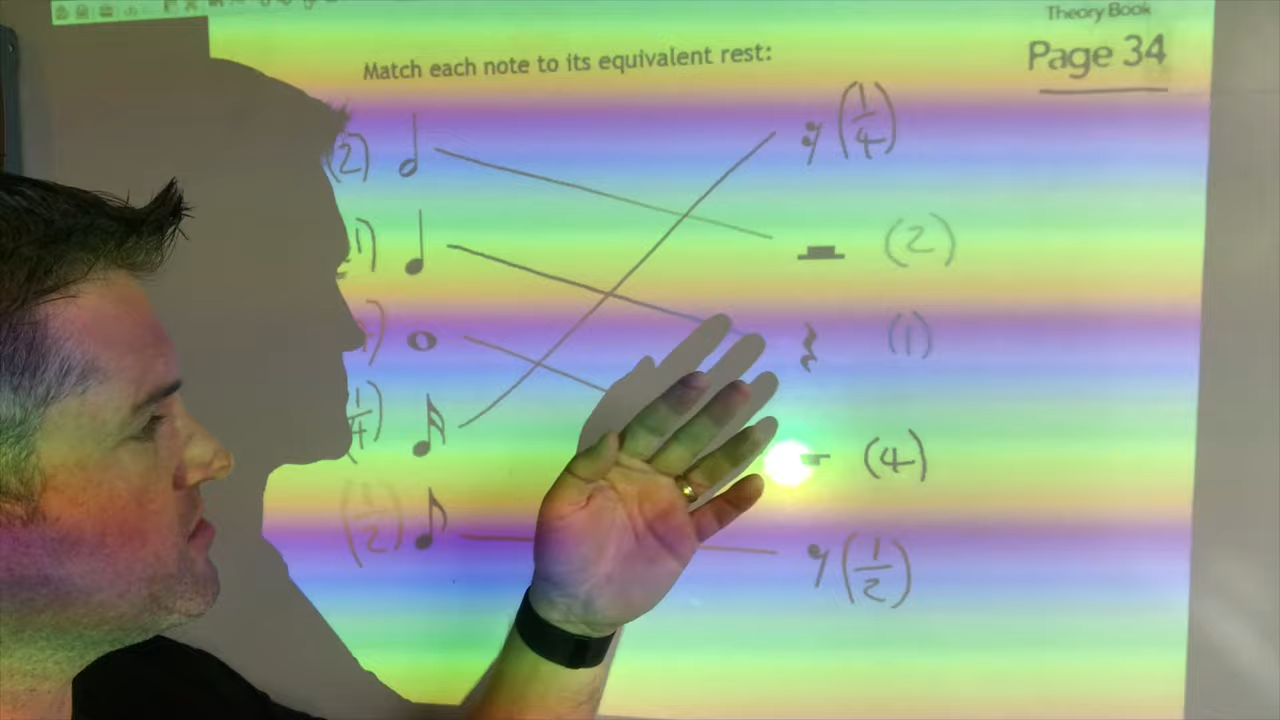 Theory Book
Page 34
Match each note to its equivalent rest:
(2) (1/4)
1) (2)
) (1)
1/4) (4)
(1/2) (1/2)